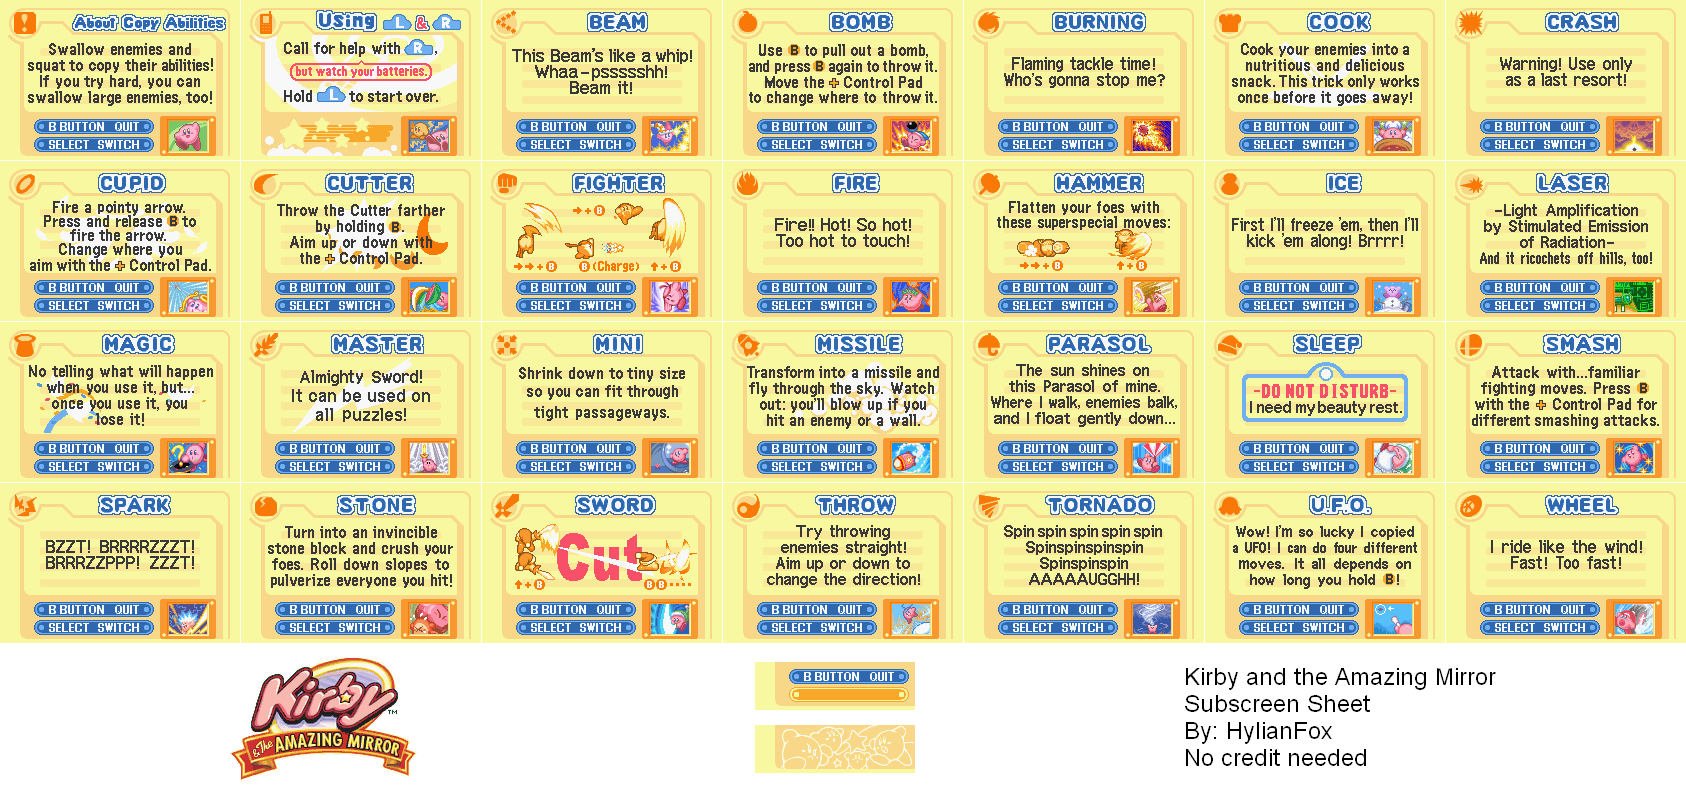 About Copy Abilities
Swallow enemies and
squat to copy their abilities!
If you try hard, you can
swallow large enemies, too!
B BUTTON QUIT
SELECT SWITCH
Using L & R
Call for help with R,
but watch your batteries.
Hold L to start over.
BEAM
This Beam's like a whip!
Whaa-pssssshh!
Beam it!
B BUTTON QUIT
SELECT SWITCH
BOMB
Use B to pull out a bomb,
and press B again to throw it.
Move the + Control Pad
to change where to throw it.
B BUTTON QUIT
SELECT SWITCH
BURNING
Flaming tackle time!
Who's gonna stop me?
B BUTTON QUIT
SELECT SWITCH
COOK
Cook your enemies into a
nutritious and delicious
snack. This trick only works
once before it goes away!
B BUTTON QUIT
SELECT SWITCH
CRASH
Warning! Use only
as a last resort!
B BUTTON QUIT
SELECT SWITCH
CUPID
Fire a pointy arrow.
Press and release B to
fire the arrow.
Change where you
aim with the + Control Pad.
B BUTTON QUIT
SELECT SWITCH
CUTTER
Throw the Cutter farther
by holding B.
Aim up or down with
the + Control Pad.
B BUTTON QUIT
SELECT SWITCH
FIGHTER
→+B
→→+B
B (Charge)
↑+B
B BUTTON QUIT
SELECT SWITCH
FIRE
Fire!! Hot! So hot!
Too hot to touch!
B BUTTON QUIT
SELECT SWITCH
HAMMER
Flatten your foes with
these superspecial moves:
→→+B
↑+B
B BUTTON QUIT
SELECT SWITCH
ICE
First I'll freeze 'em, then I'll
kick 'em along! Brrrr!
B BUTTON QUIT
SELECT SWITCH
LASER
-Light Amplification
by Stimulated Emission
of Radiation-
And it ricochets off hills, too!
B BUTTON QUIT
SELECT SWITCH
MAGIC
No telling what will happen
when you use it, but...
once you use it, you
lose it!
B BUTTON QUIT
SELECT SWITCH
MASTER
Almighty Sword!
It can be used on
all puzzles!
B BUTTON QUIT
SELECT SWITCH
MINI
Shrink down to tiny size
so you can fit through
tight passageways.
B BUTTON QUIT
SELECT SWITCH
MISSILE
Transform into a missile and
fly through the sky. Watch
out: you'll blow up if you
hit an enemy or a wall.
B BUTTON QUIT
SELECT SWITCH
PARASOL
The sun shines on
this Parasol of mine.
Where I walk, enemies balk,
and I float gently down...
B BUTTON QUIT
SELECT SWITCH
SLEEP
-DO NOT DISTURB-
I need my beauty rest.
B BUTTON QUIT
SELECT SWITCH
SMASH
Attack with...familiar
fighting moves. Press B
with the + Control Pad for
different smashing attacks.
B BUTTON QUIT
SELECT SWITCH
SPARK
BZZT! BRRRRZZZT!
BRRRZZPPP! ZZZT!
B BUTTON QUIT
SELECT SWITCH
STONE
Turn into an invincible
stone block and crush your
foes. Roll down slopes to
pulverize everyone you hit!
B BUTTON QUIT
SELECT SWITCH
SWORD
Cut
↑+B
BB·····
B BUTTON QUIT
SELECT SWITCH
THROW
Try throwing
enemies straight!
Aim up or down to
change the direction!
B BUTTON QUIT
SELECT SWITCH
TORNADO
Spin spin spin spin spin
Spinspinspinspin
Spinspinspin
AAAAAUGGHH!
B BUTTON QUIT
SELECT SWITCH
U.F.O.
Wow! I'm so lucky I copied
a UFO! I can do four different
moves. It all depends on
how long you hold B!
B BUTTON QUIT
SELECT SWITCH
WHEEL
I ride like the wind!
Fast! Too fast!
B BUTTON QUIT
SELECT SWITCH
Kirby™
& The AMAZING MIRROR
B BUTTON QUIT
Kirby and the Amazing Mirror
Subscreen Sheet
By: HylianFox
No credit needed